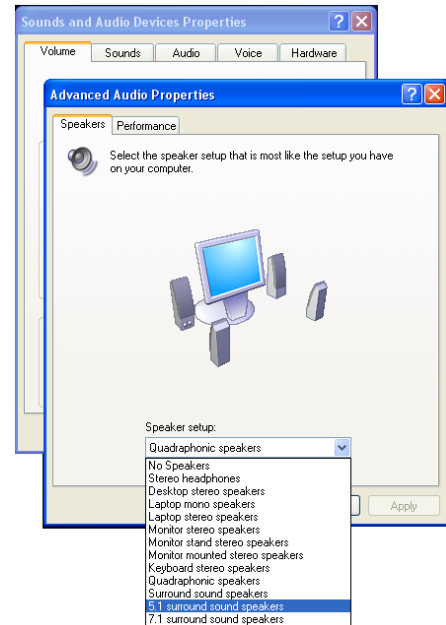 Sounds and Audio Devices Properties
Volume
Sounds
Audio
Voice
Hardware
Advanced Audio Properties
Speakers
Performance
Select the speaker setup that is most like the setup you have
on your computer.
Speaker setup:
Quadraphonic speakers
No Speakers
Stereo headphones
Desktop stereo speakers
Laptop mono speakers
Laptop stereo speakers
Monitor stereo speakers
Monitor stand stereo speakers
Monitor mounted stereo speakers
Keyboard stereo speakers
Quadraphonic speakers
Surround sound speakers
5.1 surround sound speakers
7.1 surround sound speakers
Apply